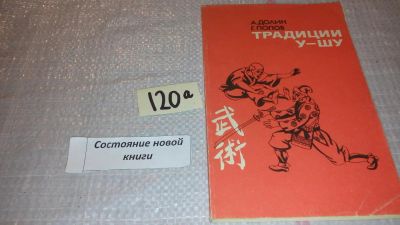 А.ДОЛИН
Г.ПОПОВ
ТРАДИЦИИ
У—ШУ
武術
120а
Состояние новой
книги